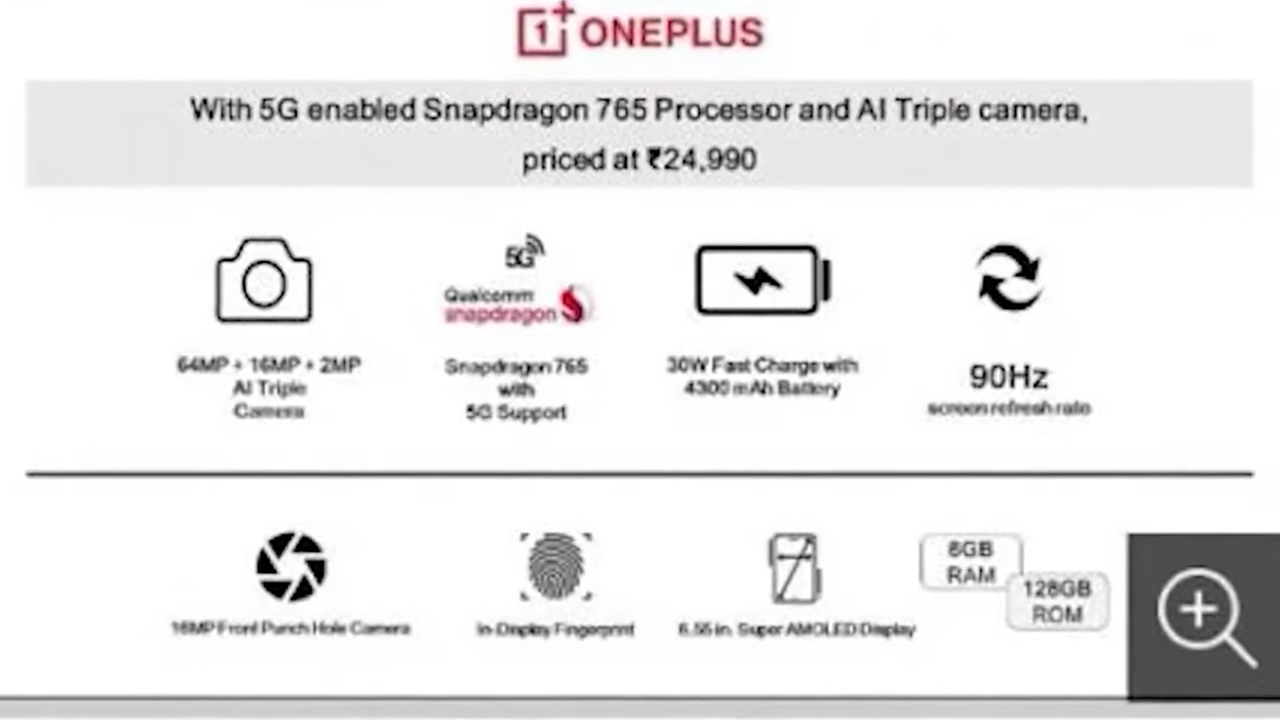 1+ ONEPLUS
With 5G enabled Snapdragon 765 Processor and AI Triple camera,
priced at ₹24,990
64MP + 16MP + 2MP
AI Triple
Camera
5G
Qualcomm
snapdragon
Snapdragon 765
with
5G Support
30W Fast Charge with
4300 mAh Battery
90Hz
screen refresh rate
16MP Front Punch Hole Camera
In-Display Fingerprint
6.55 in. Super AMOLED Display
RAM
128GB
ROM